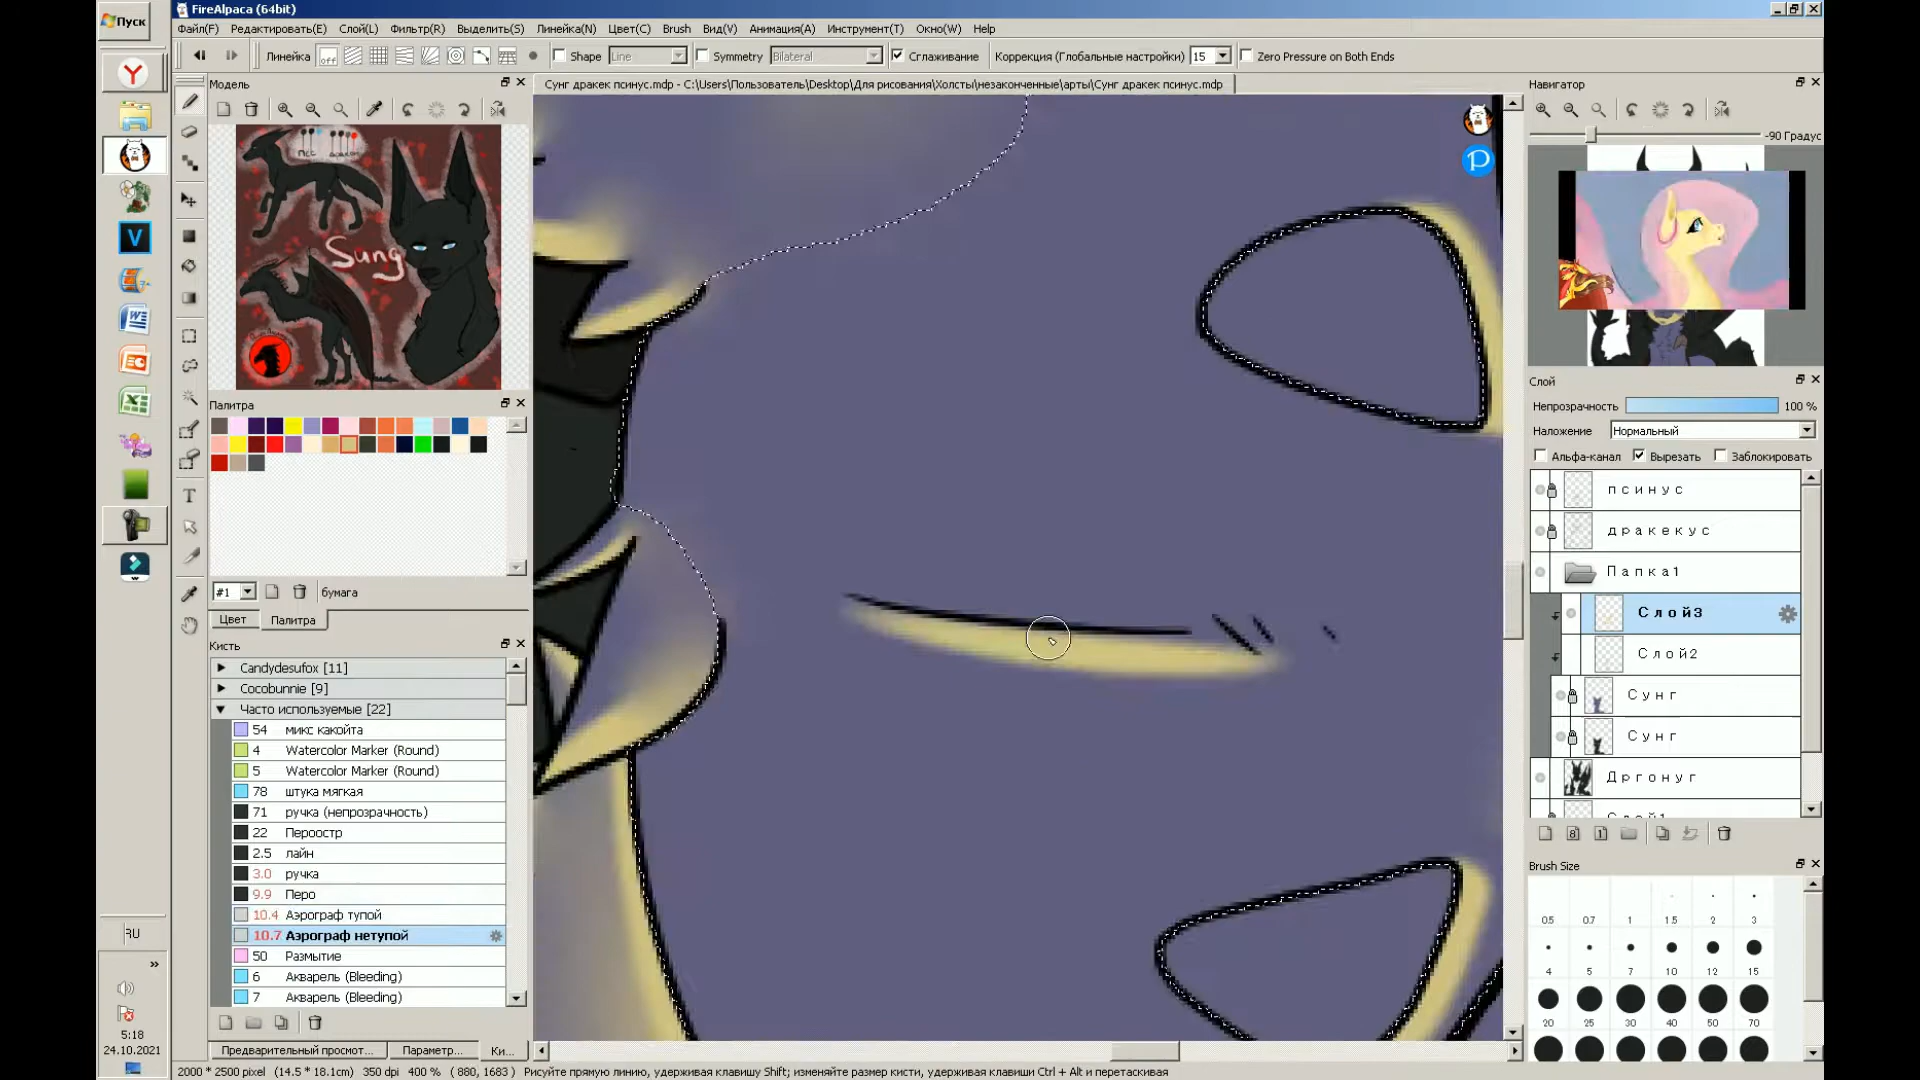 Пуск
FireAlpaca (64bit)
Файл(F) Редактировать(E) Слой(L) Фильтр(R) Выделить(S) Линейка(N) Цвет(C) Brush Вид(V) Анимация(A) Инструмент(T) Окно(W) Help
Линейка off Shape Line Symmetry Bilateral Сглаживание Коррекция (Глобальные настройки) 15 Zero Pressure on Both Ends
Модель
Сунг дракек псинус.mdp - C:\Users\Пользователь\Desktop\Для рисования\Холсты\незаконченные\арты\Сунг дракек псинус.mdp
Навигатор
-90 Градус
Sung
Слой
Непрозрачность 100 %
Наложение Нормальный
Альфа-канал Вырезать Заблокировать
псинус
дракекус
Папка1
Слой3
Слой2
Сунг
Сунг
Дргонуг
Слой1
Палитра
#1 бумага
Цвет Палитра
Кисть
Candydesufox [11]
Cocobunnie [9]
Часто используемые [22]
54 микс какойта
4 Watercolor Marker (Round)
5 Watercolor Marker (Round)
78 штука мягкая
71 ручка (непрозрачность)
22 Пероостр
2.5 лайн
3.0 ручка
9.9 Перо
10.4 Аэрограф тупой
10.7 Аэрограф нетупой
50 Размытие
6 Акварель (Bleeding)
7 Акварель (Bleeding)
Предварительный просмот... Параметр... Ки...
Brush Size
0.5 0.7 1 1.5 2 3
4 5 7 10 12 15
20 25 30 40 50 70
RU
5:18
24.10.2021
2000 * 2500 pixel (14.5 * 18.1cm) 350 dpi 400 % ( 880, 1683) Рисуйте прямую линию, удерживая клавишу Shift; изменяйте размер кисти, удерживая клавиши Ctrl + Alt и перетаскивая